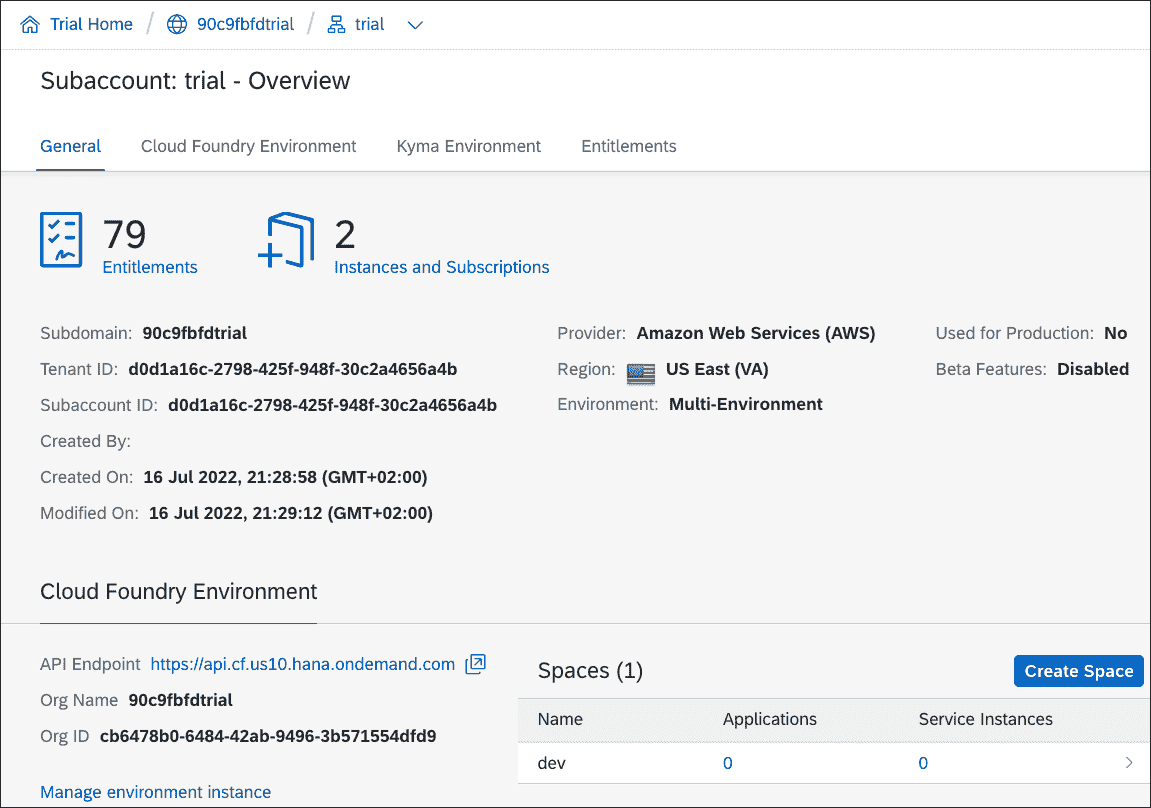 Trial Home / 90c9fbfdtrial / trial
Subaccount: trial - Overview
General Cloud Foundry Environment Kyma Environment Entitlements
79
Entitlements
2
Instances and Subscriptions
Subdomain: 90c9fbfdtrial
Tenant ID: d0d1a16c-2798-425f-948f-30c2a4656a4b
Subaccount ID: d0d1a16c-2798-425f-948f-30c2a4656a4b
Created By:
Created On: 16 Jul 2022, 21:28:58 (GMT+02:00)
Modified On: 16 Jul 2022, 21:29:12 (GMT+02:00)
Provider: Amazon Web Services (AWS)
Region: US East (VA)
Environment: Multi-Environment
Used for Production: No
Beta Features: Disabled
Cloud Foundry Environment
API Endpoint https://api.cf.us10.hana.ondemand.com
Org Name 90c9fbfdtrial
Org ID cb6478b0-6484-42ab-9496-3b571554dfd9
Manage environment instance
Spaces (1)
Create Space
Name Applications Service Instances
dev 0 0